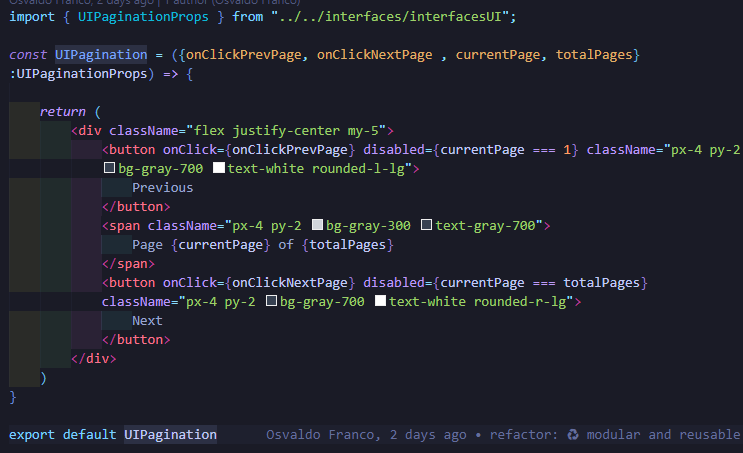 Osvaldo Franco, 2 days ago | 1 author (Osvaldo Franco)
import { UIPaginationProps } from "../../interfaces/interfacesUI";
const UIPagination = ({onClickPrevPage, onClickNextPage , currentPage, totalPages}
:UIPaginationProps) => {
return (
<div className="flex justify-center my-5">
<button onClick={onClickPrevPage} disabled={currentPage === 1} className="px-4 py-2
bg-gray-700 text-white rounded-l-lg">
Previous
</button>
<span className="px-4 py-2 bg-gray-300 text-gray-700">
Page {currentPage} of {totalPages}
</span>
<button onClick={onClickNextPage} disabled={currentPage === totalPages}
className="px-4 py-2 bg-gray-700 text-white rounded-r-lg">
Next
</button>
</div>
)
}
export default UIPagination Osvaldo Franco, 2 days ago • refactor: ♻ modular and reusable